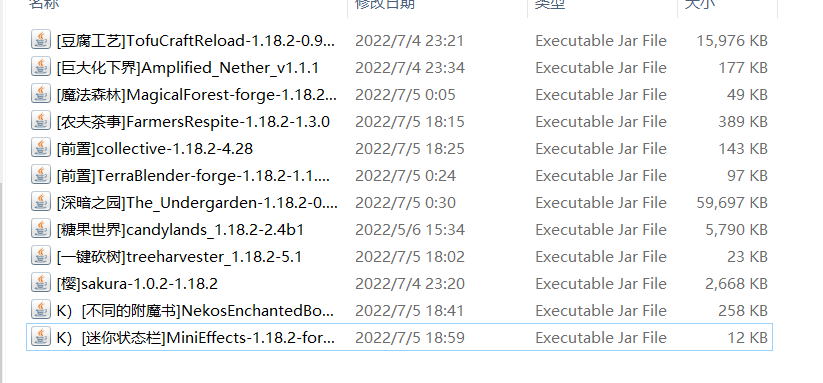 名称 修改日期 类型 大小
[豆腐工艺]TofuCraftReload-1.18.2-0.9... 2022/7/4 23:21 Executable Jar File 15,976 KB
[巨大化下界]Amplified_Nether_v1.1.1 2022/7/4 23:34 Executable Jar File 177 KB
[魔法森林]MagicalForest-forge-1.18.2... 2022/7/5 0:05 Executable Jar File 49 KB
[农夫茶事]FarmersRespite-1.18.2-1.3.0 2022/7/5 18:15 Executable Jar File 389 KB
[前置]collective-1.18.2-4.28 2022/7/5 18:25 Executable Jar File 143 KB
[前置]TerraBlender-forge-1.18.2-1.1.... 2022/7/5 0:24 Executable Jar File 97 KB
[深暗之园]The_Undergarden-1.18.2-0.... 2022/7/5 0:30 Executable Jar File 59,697 KB
[糖果世界]candylands_1.18.2-2.4b1 2022/5/6 15:34 Executable Jar File 5,790 KB
[一键砍树]treeharvester_1.18.2-5.1 2022/7/5 18:02 Executable Jar File 23 KB
[樱]sakura-1.0.2-1.18.2 2022/7/4 23:20 Executable Jar File 2,668 KB
K）[不同的附魔书]NekosEnchantedBo... 2022/7/5 18:41 Executable Jar File 258 KB
K）[迷你状态栏]MiniEffects-1.18.2-for... 2022/7/5 18:59 Executable Jar File 12 KB